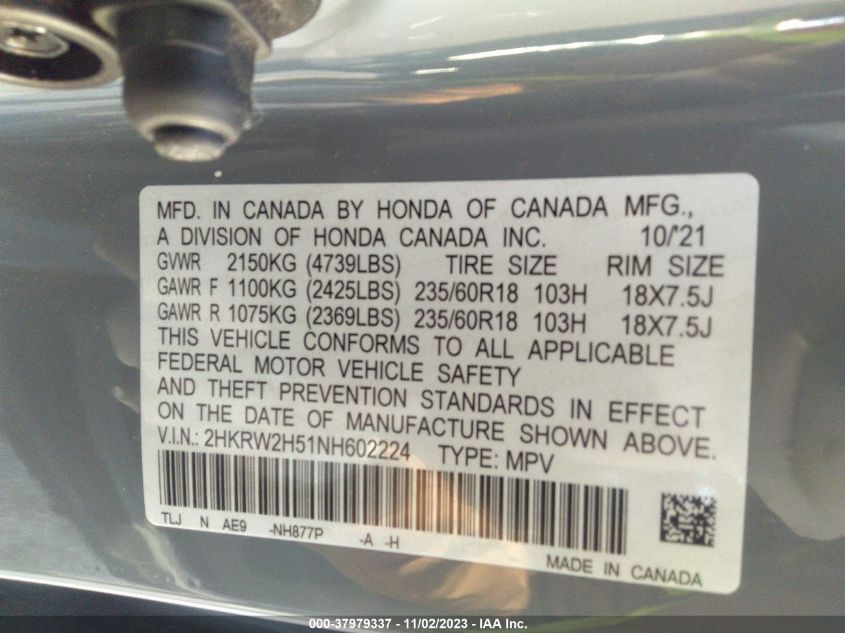 MFD. IN CANADA BY HONDA OF CANADA MFG.,
A DIVISION OF HONDA CANADA INC. 10/'21
GVWR 2150KG (4739LBS) TIRE SIZE RIM SIZE
GAWR F 1100KG (2425LBS) 235/60R18 103H 18X7.5J
GAWR R 1075KG (2369LBS) 235/60R18 103H 18X7.5J
THIS VEHICLE CONFORMS TO ALL APPLICABLE
FEDERAL MOTOR VEHICLE SAFETY
AND THEFT PREVENTION STANDARDS IN EFFECT
ON THE DATE OF MANUFACTURE SHOWN ABOVE.
V.I.N.: 2HKRW2H51NH602224 TYPE: MPV
TLJ N AE9 -NH877P -A -H
MADE IN CANADA
000-37979337 - 11/02/2023 - IAA Inc.